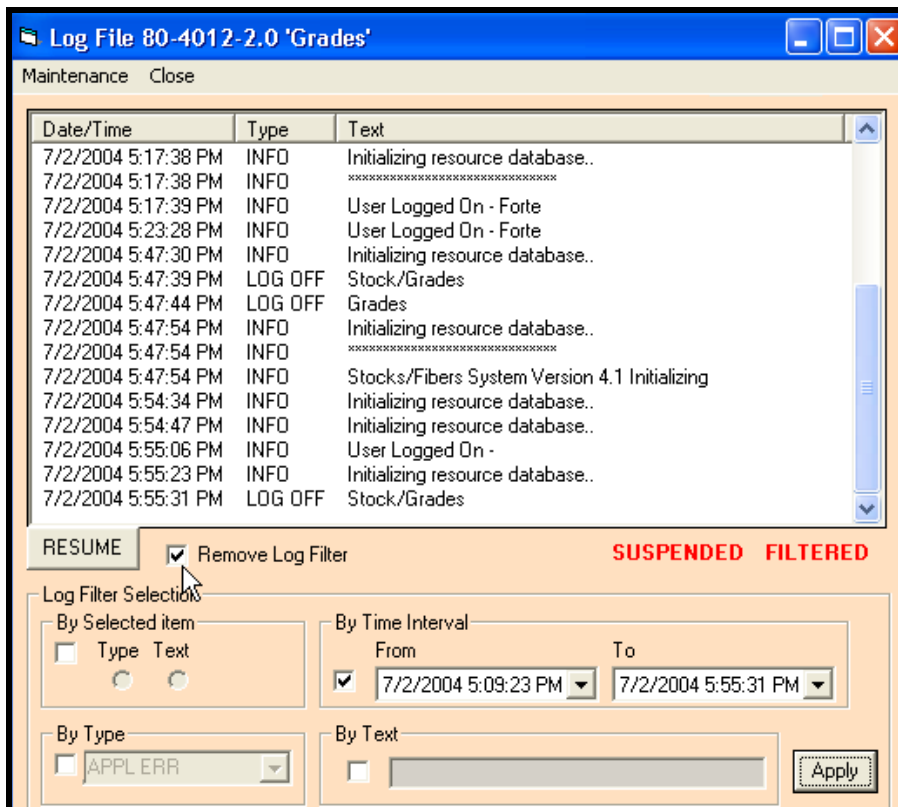 Log File 80-4012-2.0 'Grades'
Maintenance Close
Date/Time Type Text
7/2/2004 5:17:38 PM INFO Initializing resource database..
7/2/2004 5:17:38 PM INFO ******************************
7/2/2004 5:17:39 PM INFO User Logged On - Forte
7/2/2004 5:23:28 PM INFO User Logged On - Forte
7/2/2004 5:47:30 PM INFO Initializing resource database..
7/2/2004 5:47:39 PM LOG OFF Stock/Grades
7/2/2004 5:47:44 PM LOG OFF Grades
7/2/2004 5:47:54 PM INFO Initializing resource database..
7/2/2004 5:47:54 PM INFO ******************************
7/2/2004 5:47:54 PM INFO Stocks/Fibers System Version 4.1 Initializing
7/2/2004 5:54:34 PM INFO Initializing resource database..
7/2/2004 5:54:47 PM INFO Initializing resource database..
7/2/2004 5:55:06 PM INFO User Logged On -
7/2/2004 5:55:23 PM INFO Initializing resource database..
7/2/2004 5:55:31 PM LOG OFF Stock/Grades
RESUME Remove Log Filter SUSPENDED FILTERED
Log Filter Selection
By Selected item By Time Interval
Type Text From To
7/2/2004 5:09:23 PM 7/2/2004 5:55:31 PM
By Type By Text
APPL ERR Apply